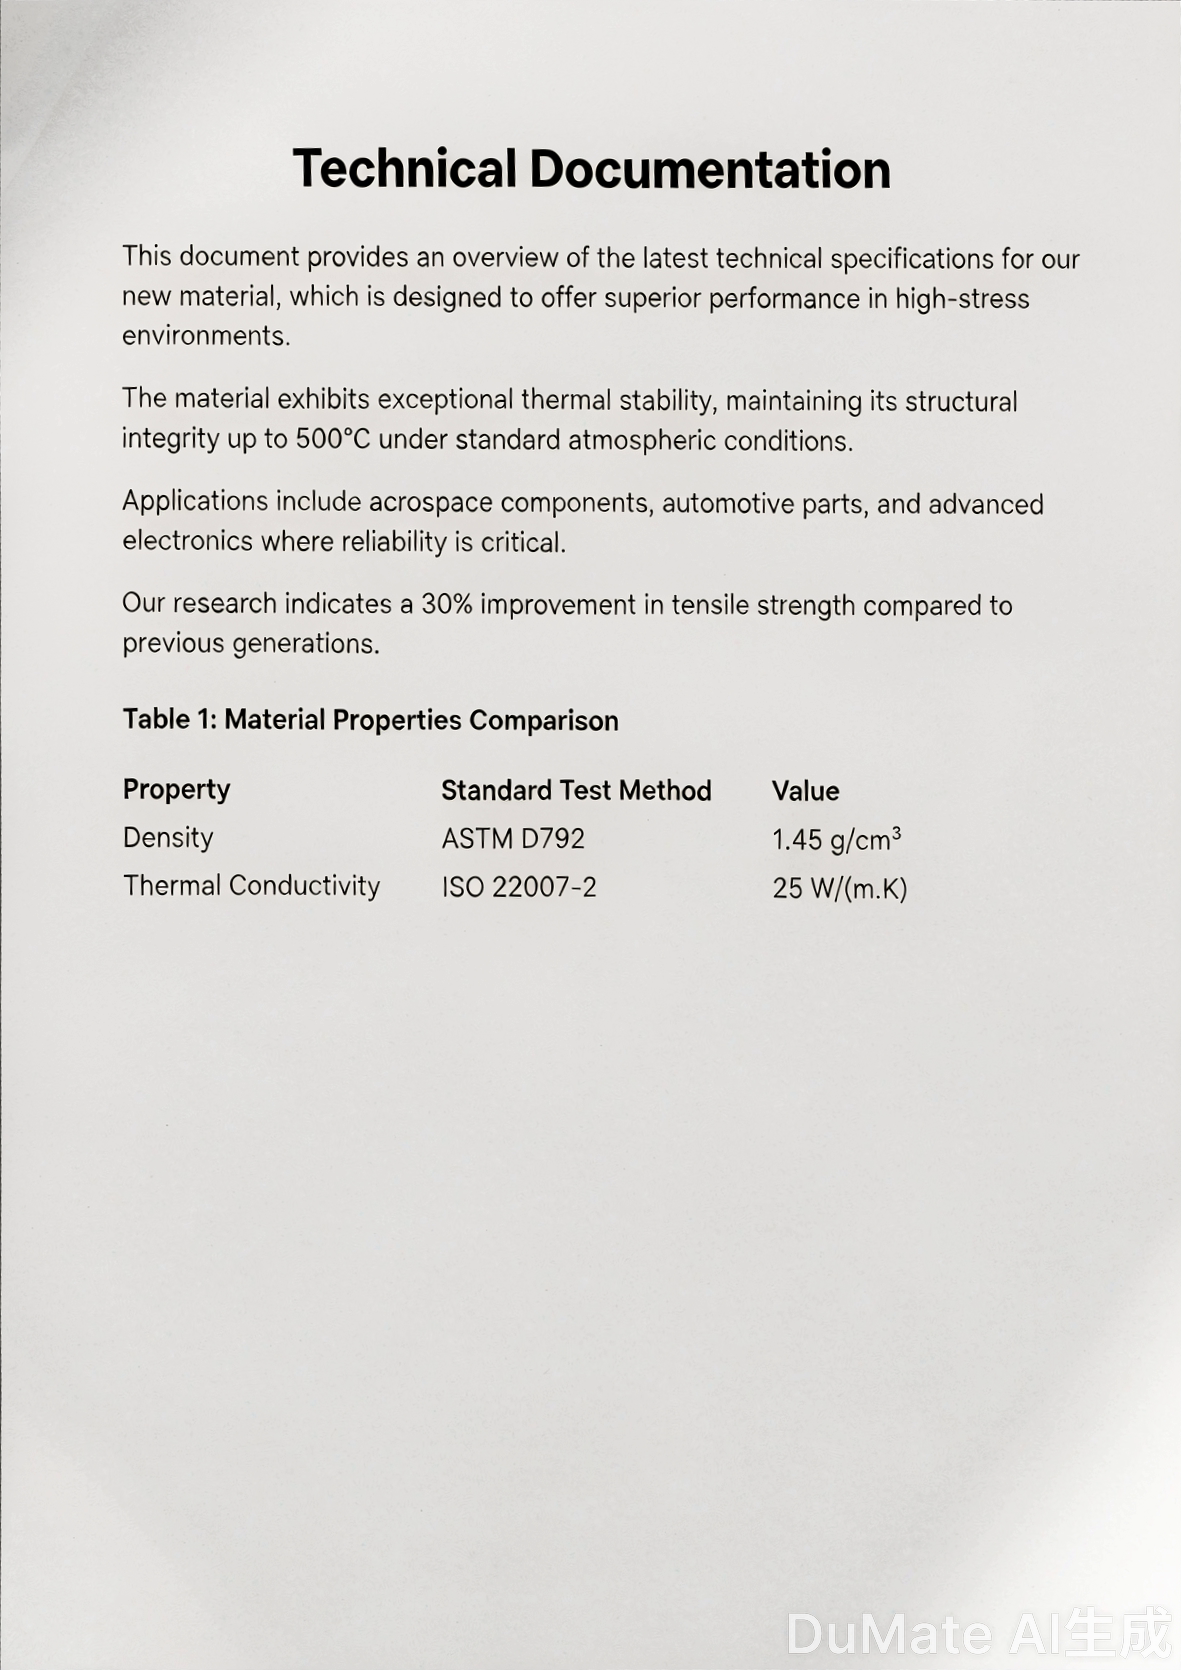 Technical Documentation
This document provides an overview of the latest technical specifications for our
new material, which is designed to offer superior performance in high-stress
environments.
The material exhibits exceptional thermal stability, maintaining its structural
integrity up to 500°C under standard atmospheric conditions.
Applications include acrospace components, automotive parts, and advanced
electronics where reliability is critical.
Our research indicates a 30% improvement in tensile strength compared to
previous generations.
Table 1: Material Properties Comparison
Property Standard Test Method Value
Density ASTM D792 1.45 g/cm³
Thermal Conductivity ISO 22007-2 25 W/(m.K)
DuMate AI生成